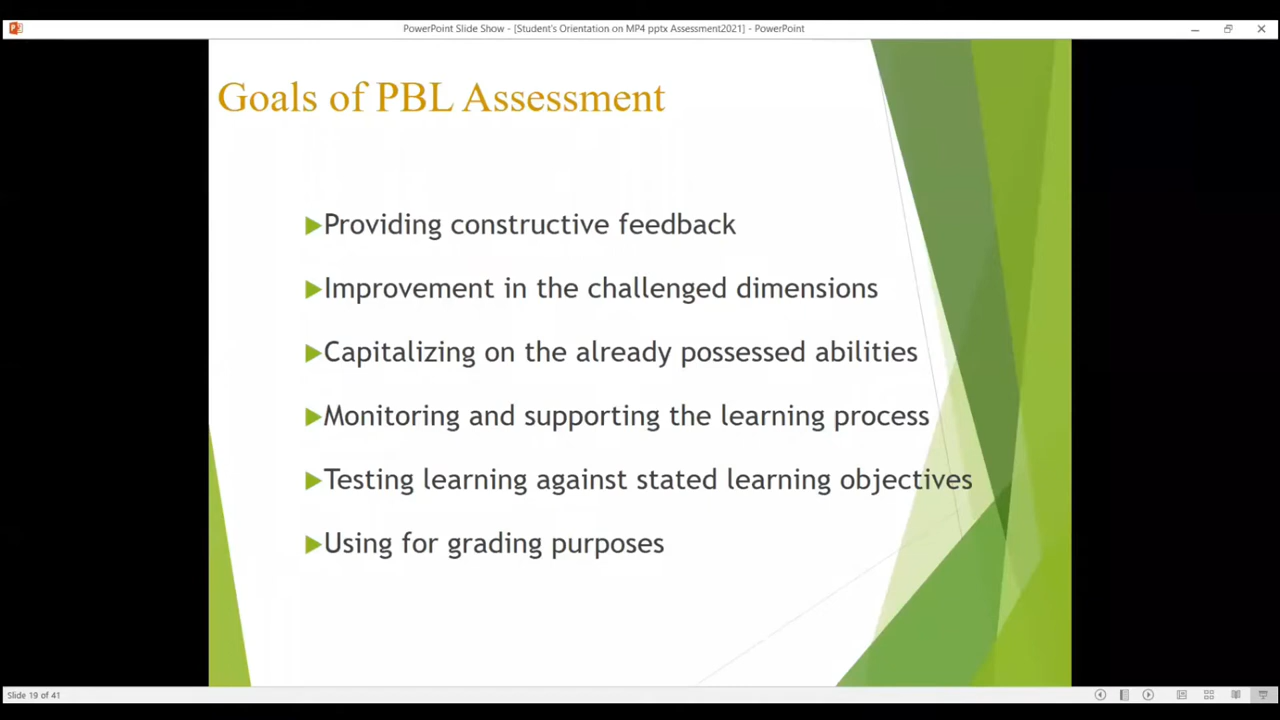 PowerPoint Slide Show - [Student's Orientation on MP4 pptx Assessment2021] - PowerPoint
Goals of PBL Assessment
Providing constructive feedback
Improvement in the challenged dimensions
Capitalizing on the already possessed abilities
Monitoring and supporting the learning process
Testing learning against stated learning objectives
Using for grading purposes
Slide 19 of 41